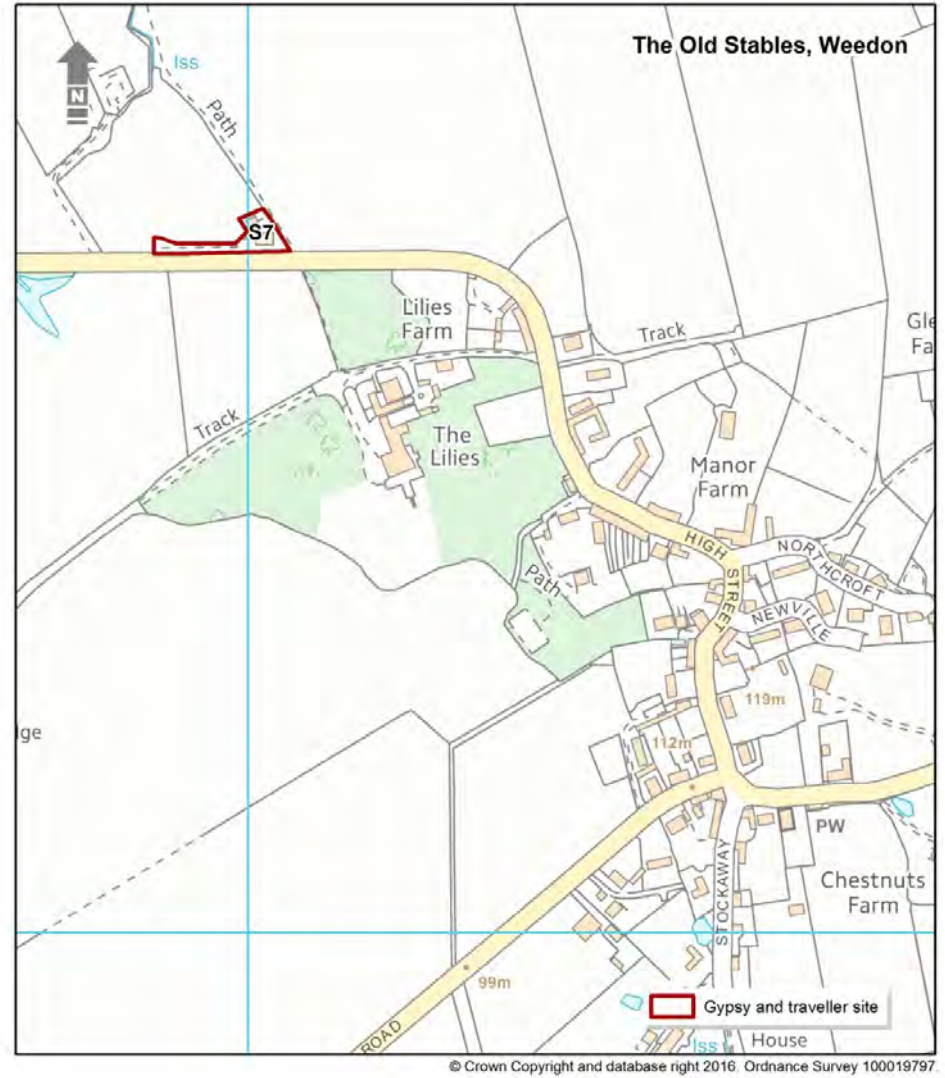 The Old Stables, Weedon
N
Iss
Path
S7
Lilies
Farm
Track
Gle
Fa
Track
The
Lilies
Manor
Farm
HIGH STREET
NORTHCROFT
Path
NEWVILLE
119m
lge
112m
PW
STOCKAWAY
Chestnuts
Farm
99m
Gypsy and traveller site
ROAD
Iss
House
© Crown Copyright and database right 2016. Ordnance Survey 100019797.